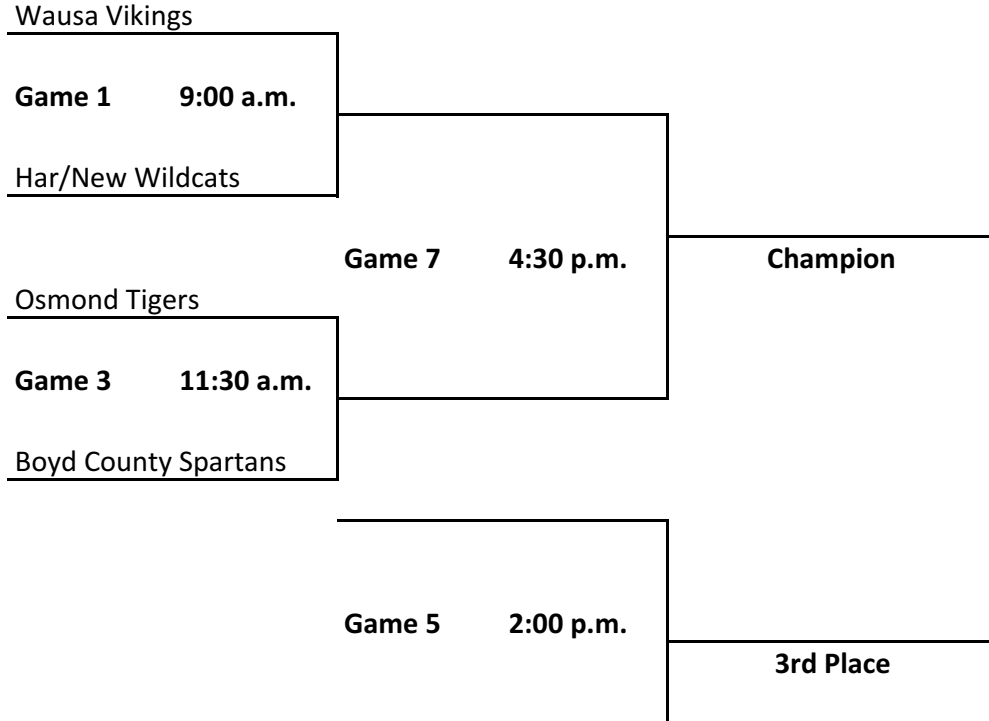 Wausa Vikings
Game 1 9:00 a.m.
Har/New Wildcats
Game 7 4:30 p.m.
Champion
Osmond Tigers
Game 3 11:30 a.m.
Boyd County Spartans
Game 5 2:00 p.m.
3rd Place